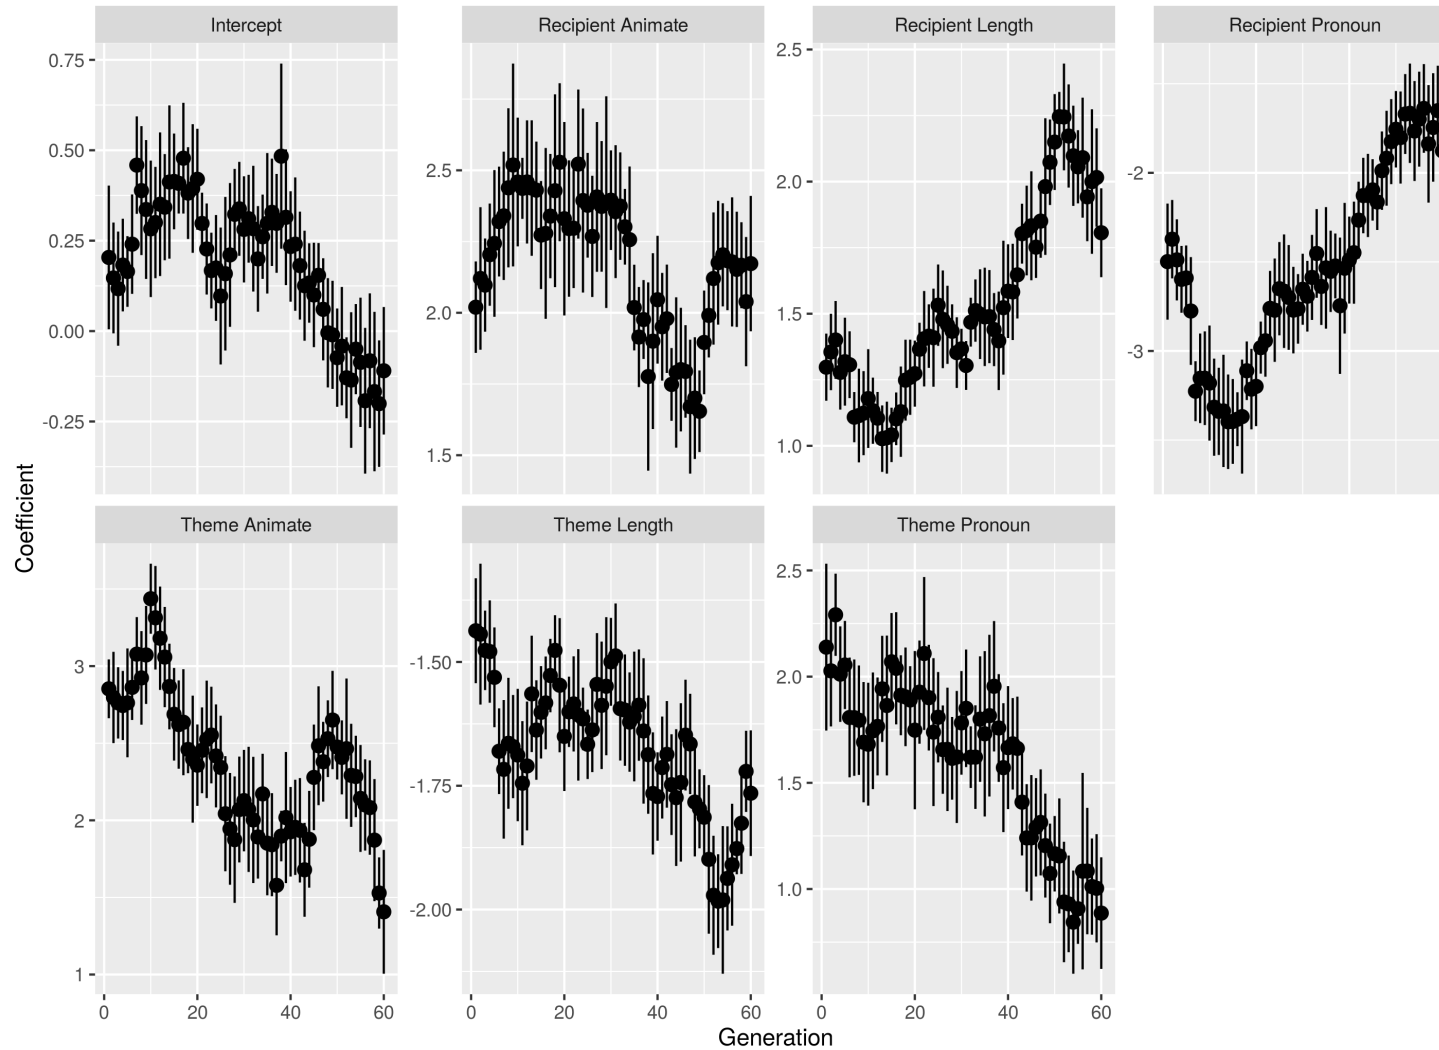 Intercept
Recipient Animate
Recipient Length
Recipient Pronoun
0.75
0.50
0.25
0.00
-0.25
2.5
2.0
1.5
2.5
2.0
1.5
1.0
-2
-3
Coefficient
Theme Animate
Theme Length
Theme Pronoun
3
2
1
-1.50
-1.75
-2.00
2.5
2.0
1.5
1.0
0 20 40 60
0 20 40 60
0 20 40 60
Generation